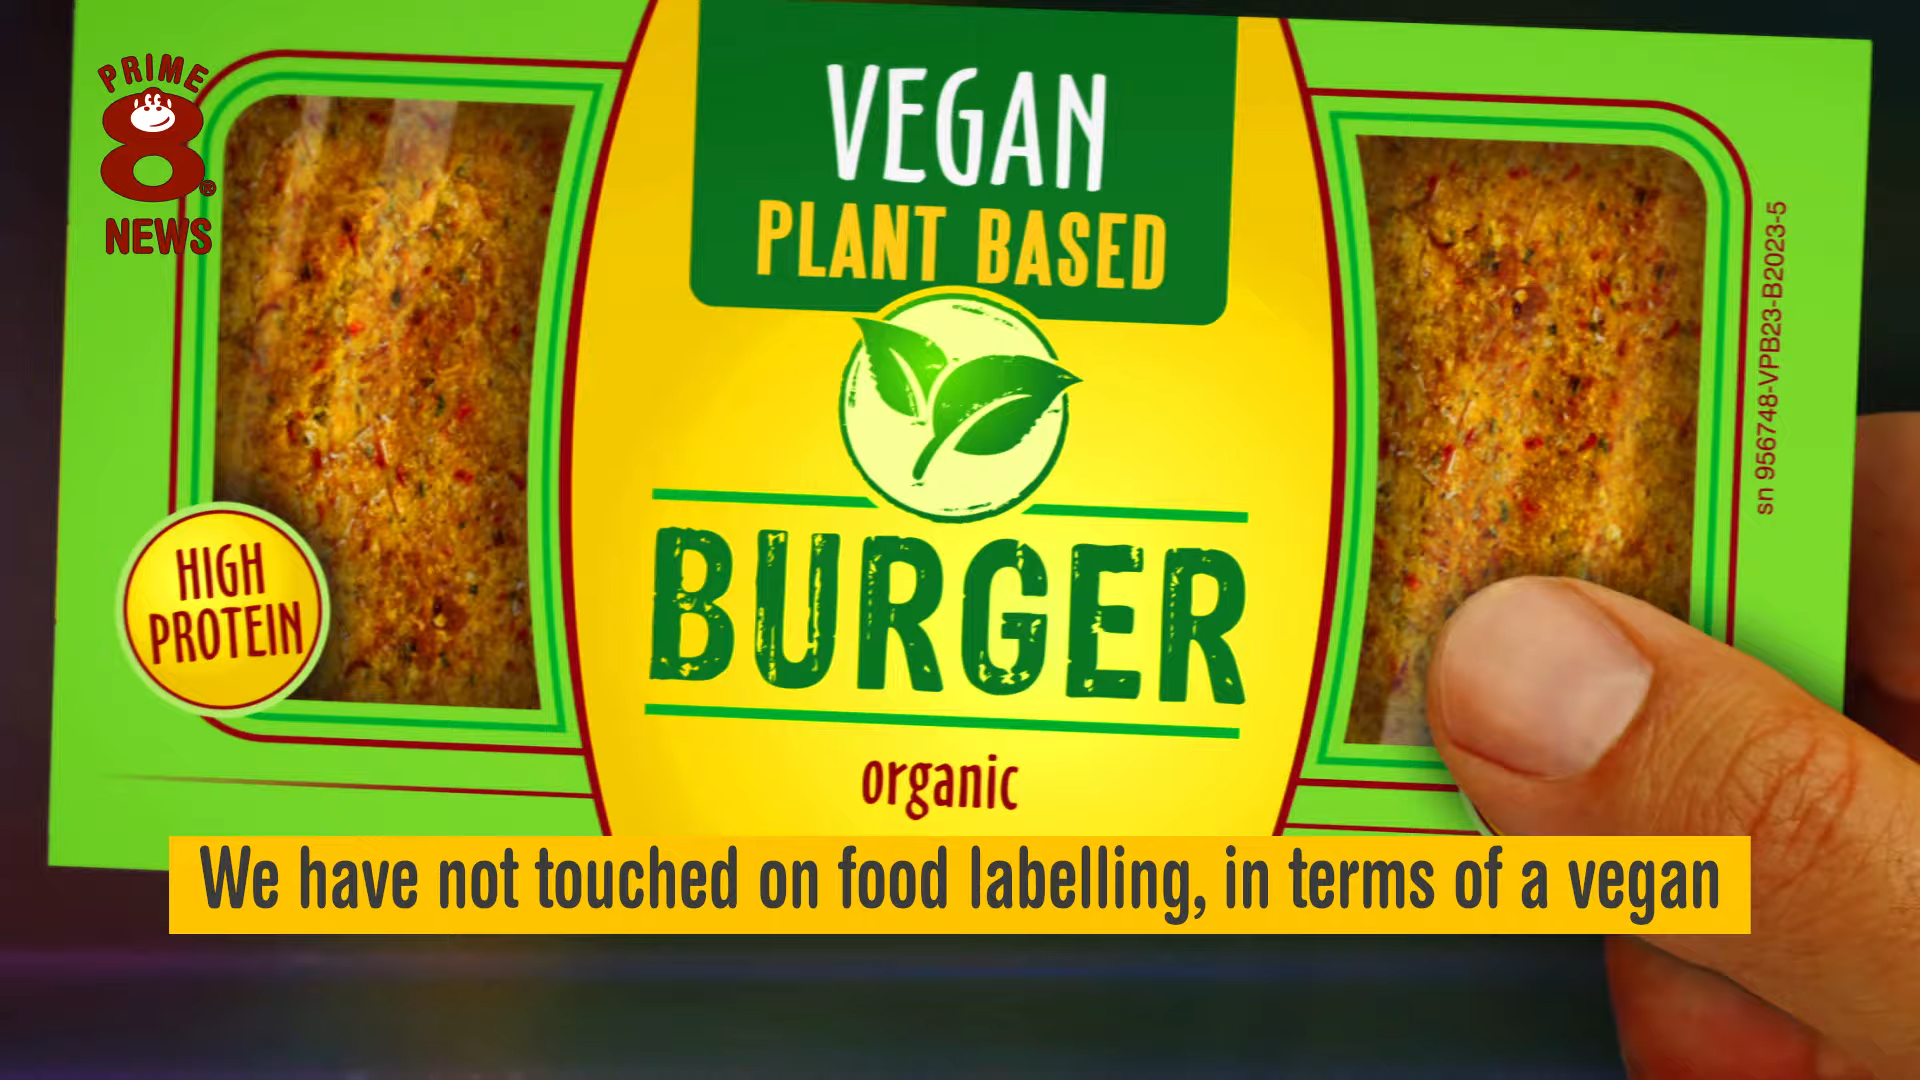 PRIME
8®
NEWS
VEGAN
PLANT BASED
BURGER
organic
HIGH
PROTEIN
sn 956748-VPB23-B20223-5
We have not touched on food labelling, in terms of a vegan